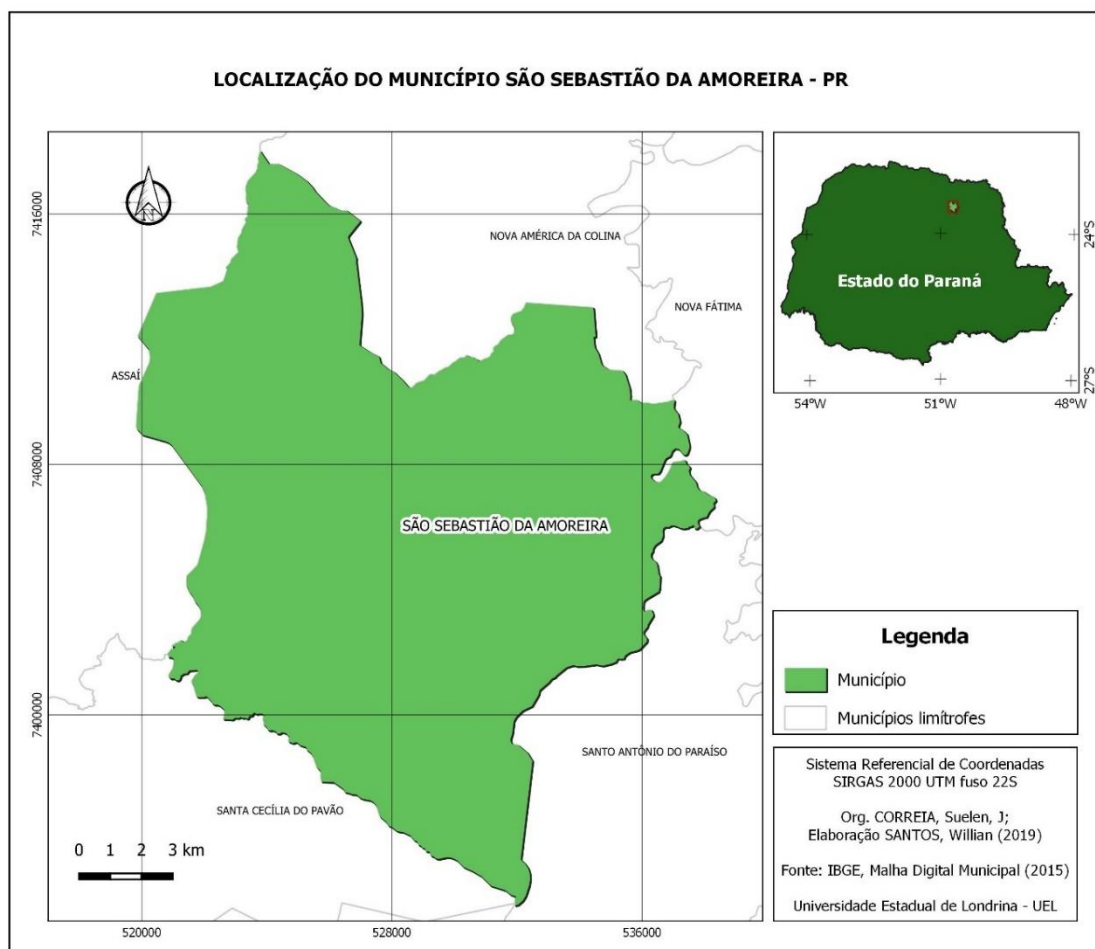 LOCALIZAÇÃO DO MUNICÍPIO SÃO SEBASTIÃO DA AMOREIRA - PR
N
7416000
7408000
7400000
NOVA AMÉRICA DA COLINA
NOVA FÁTIMA
ASSAÍ
SÃO SEBASTIÃO DA AMOREIRA
SANTO ANTÔNIO DO PARAÍSO
SANTA CECÍLIA DO PAVÃO
0 1 2 3 km
520000 528000 536000
Estado do Paraná
24°S
27°S
54°W 51°W 48°W
Legenda
Município
Municípios limítrofes
Sistema Referencial de Coordenadas
SIRGAS 2000 UTM fuso 22S
Org. CORREIA, Suelen, J;
Elaboração SANTOS, Willian (2019)
Fonte: IBGE, Malha Digital Municipal (2015)
Universidade Estadual de Londrina - UEL